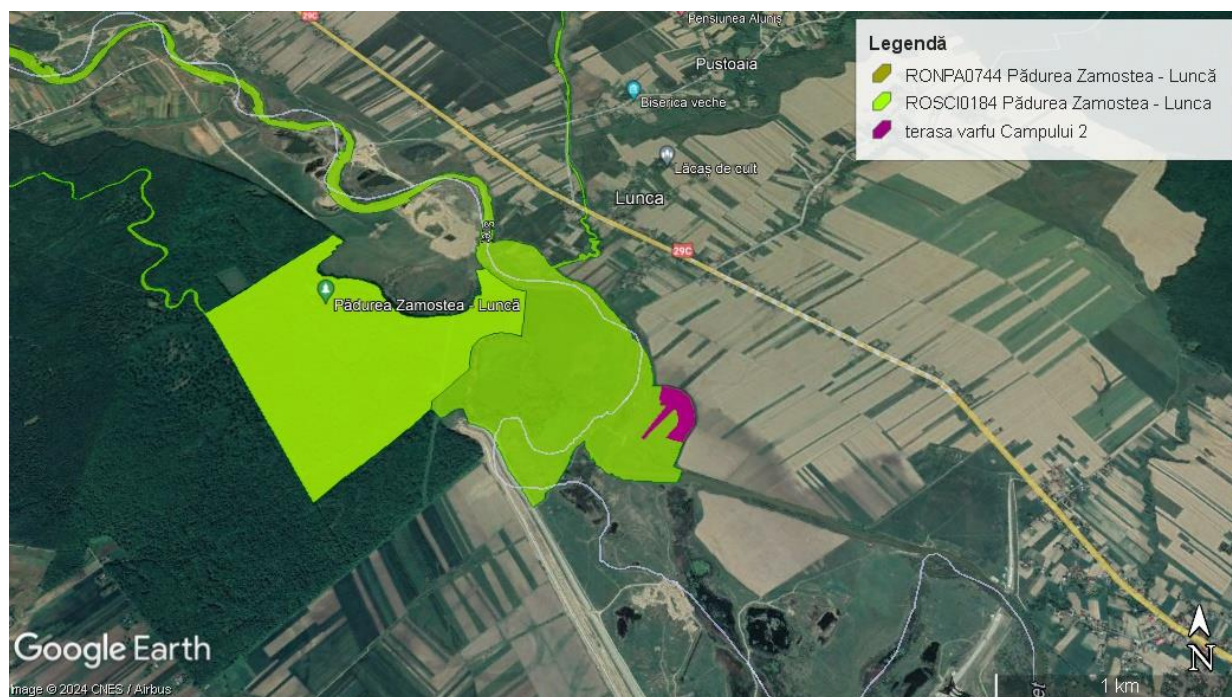 29C
Pensiunea Aluniș
Pustoaia
Biserica veche
Lăcaș de cult
Lunca
29C
Pădurea Zamostea - Luncă
Legendă
RONPA0744 Pădurea Zamostea - Luncă
ROSCI0184 Pădurea Zamostea - Lunca
terasa varfu Campului 2
Google Earth
Image © 2024 CNES / Airbus
N
1 km